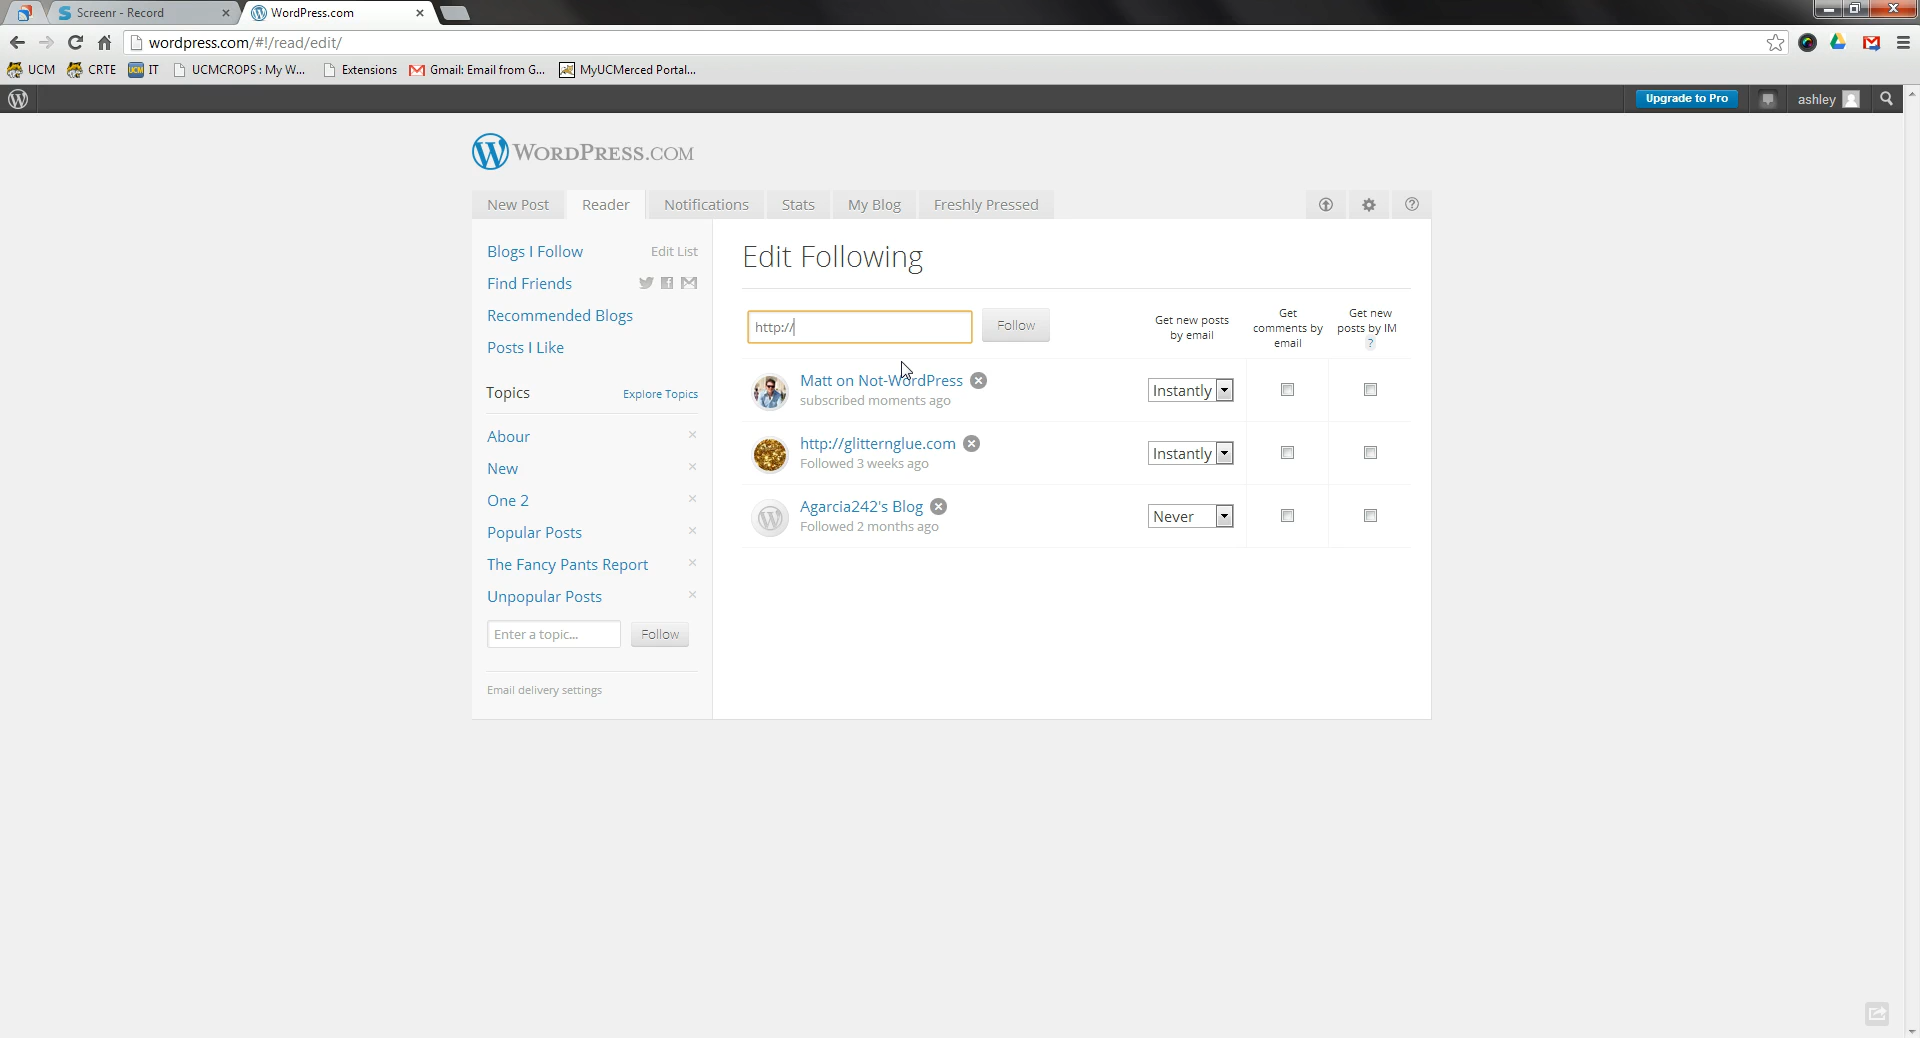 Screenr - Record
WordPress.com
wordpress.com/#!/read/edit/
UCM CRTE UCM IT UCMCROPS : My W... Extensions Gmail: Email from G... MyUCMerced Portal...
Upgrade to Pro ashley
WORDPRESS.COM
New Post Reader Notifications Stats My Blog Freshly Pressed
Blogs I Follow Edit List
Find Friends
Recommended Blogs
Posts I Like
Topics Explore Topics
Abour
New
One 2
Popular Posts
The Fancy Pants Report
Unpopular Posts
Enter a topic... Follow
Email delivery settings
Edit Following
http:// Follow
Get new posts
by email
Get
comments by
email
Get new
posts by IM
?
Matt on Not-WordPress
subscribed moments ago
Instantly
http://glitternglue.com
Followed 3 weeks ago
Instantly
Agarcia242's Blog
Followed 2 months ago
Never